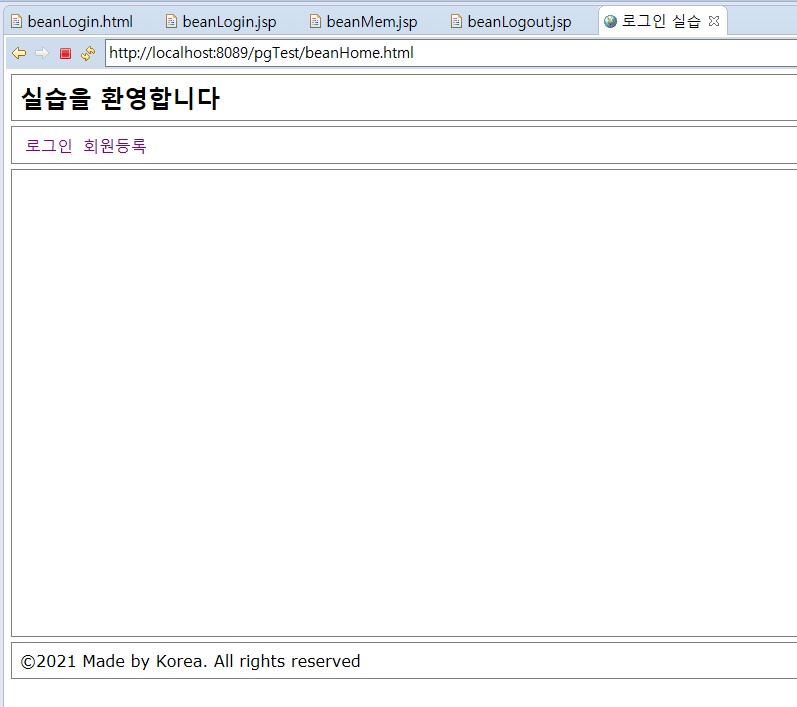 beanLogin.html beanLogin.jsp beanMem.jsp beanLogout.jsp 로그인 실습
http://localhost:8089/pgTest/beanHome.html
실습을 환영합니다
로그인 회원등록
©2021 Made by Korea. All rights reserved